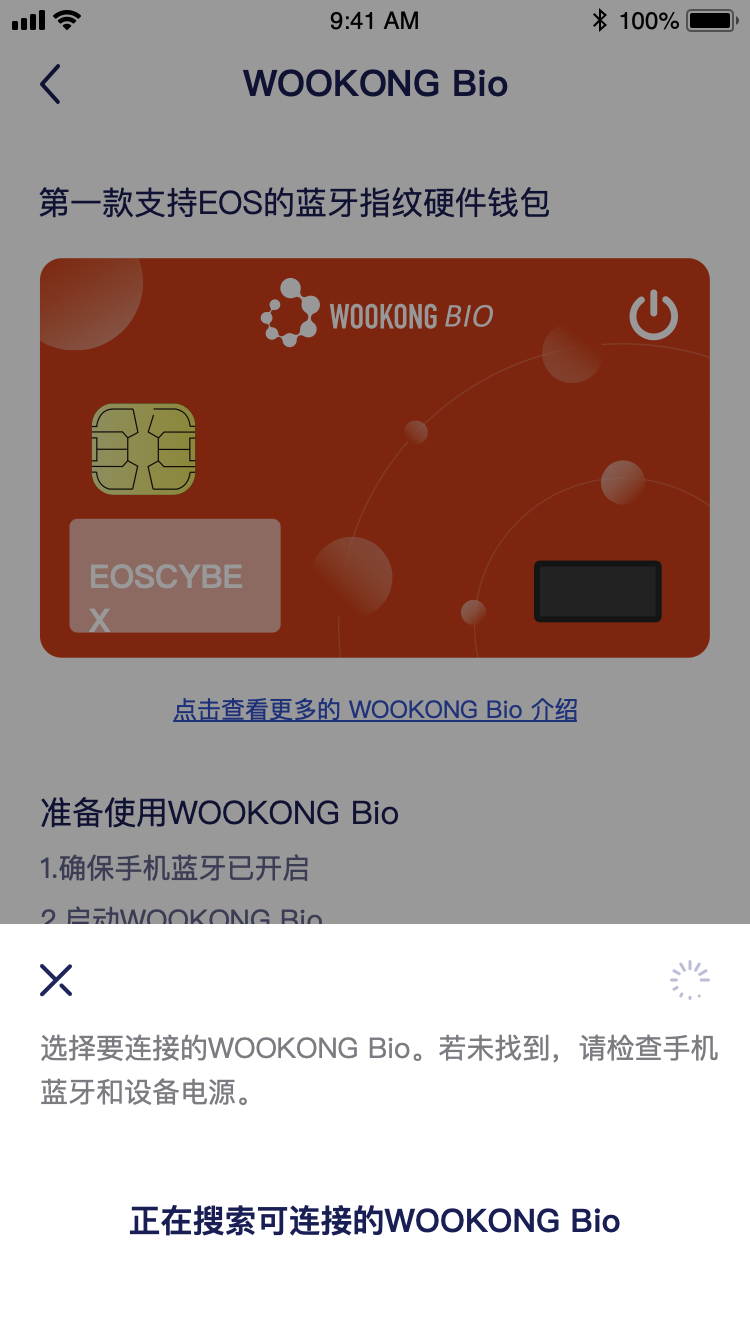 9:41 AM
100%
WOOKONG Bio
第一款支持EOS的蓝牙指纹硬件钱包
WOOKONG BIO
EOSCYBE
X
点击查看更多的 WOOKONG Bio 介绍
准备使用WOOKONG Bio
1.确保手机蓝牙已开启
2.启动WOOKONG Bio
选择要连接的WOOKONG Bio。若未找到，请检查手机
蓝牙和设备电源。
正在搜索可连接的WOOKONG Bio